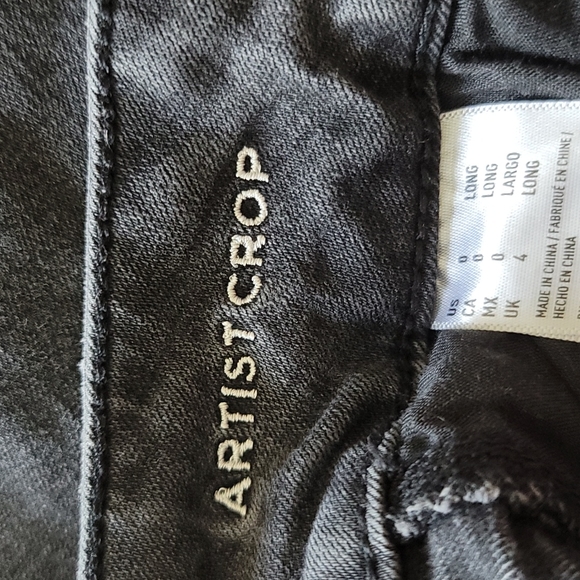 ARTIST CROP
US 0 LONG
CA 0 LONG
MX 0 LARGO
UK 4 LONG
MADE IN CHINA / FABRIQUÉ EN CHINE /
HECHO EN CHINA